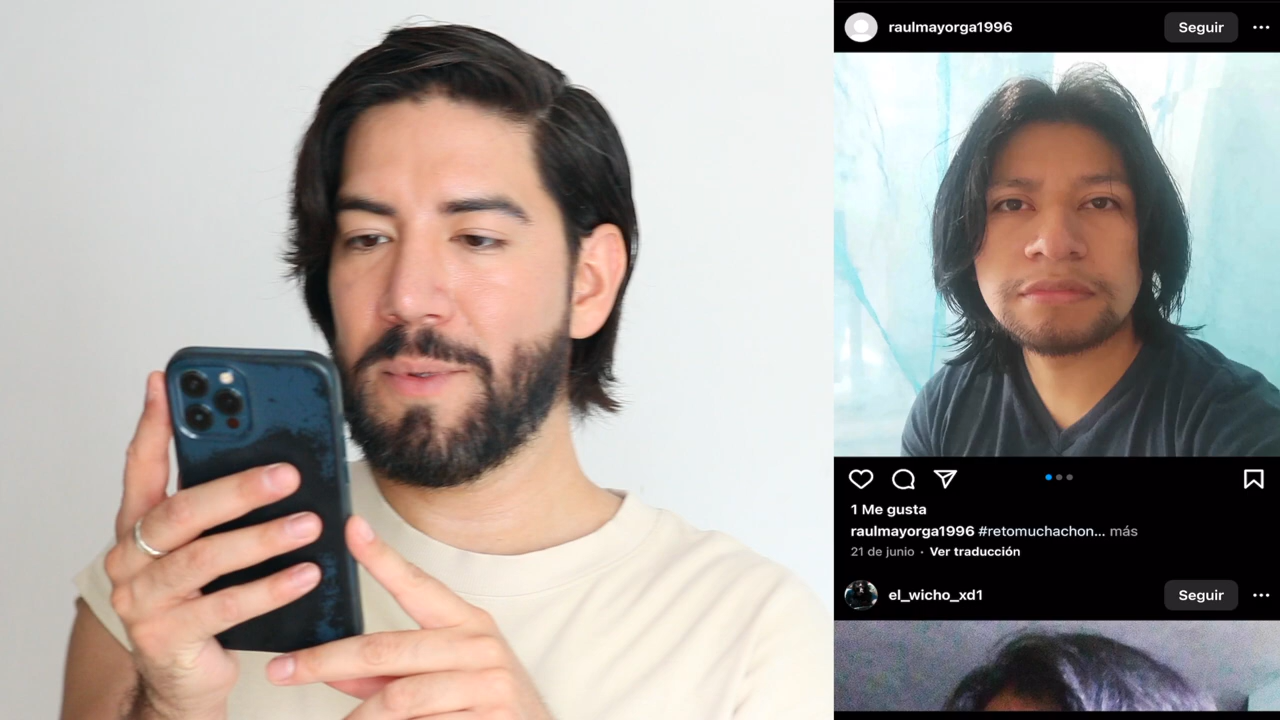 raulmayorga1996
Seguir
1 Me gusta
raulmayorga1996 #retomuchachon... más
21 de junio · Ver traducción
el_wicho_xd1
Seguir